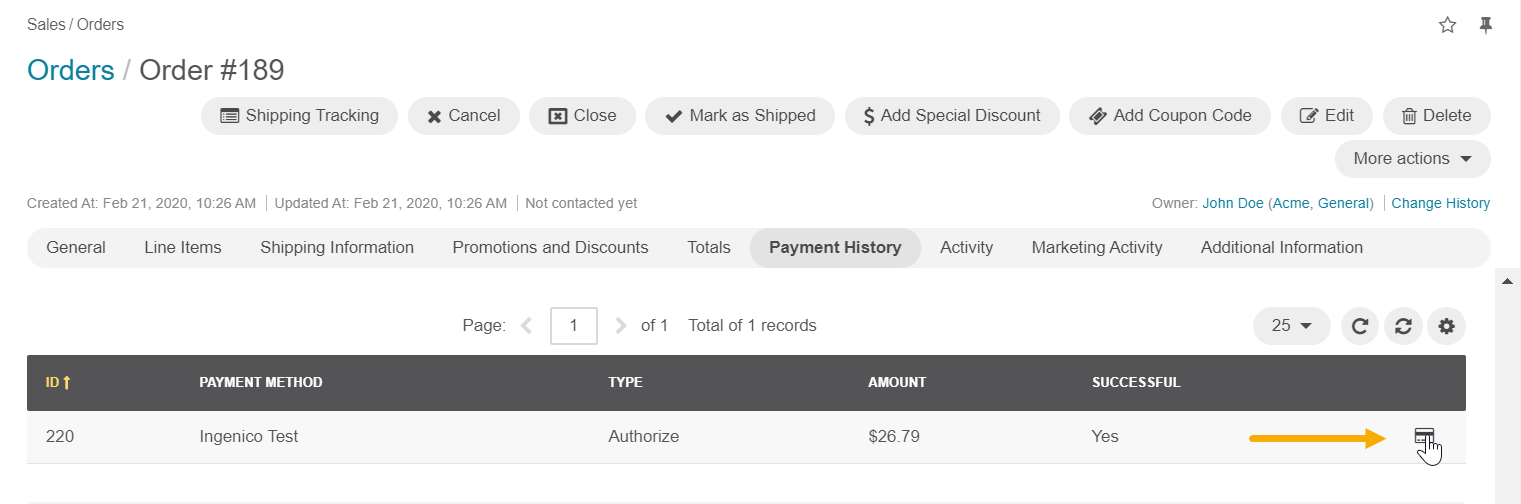 Sales / Orders
Orders / Order #189
Shipping Tracking Cancel Close Mark as Shipped $ Add Special Discount Add Coupon Code Edit Delete
More actions
Created At: Feb 21, 2020, 10:26 AM Updated At: Feb 21, 2020, 10:26 AM Not contacted yet Owner: John Doe (Acme, General) Change History
General Line Items Shipping Information Promotions and Discounts Totals Payment History Activity Marketing Activity Additional Information
Page: 1 of 1 Total of 1 records 25
ID PAYMENT METHOD TYPE AMOUNT SUCCESSFUL
220 Ingenico Test Authorize $26.79 Yes